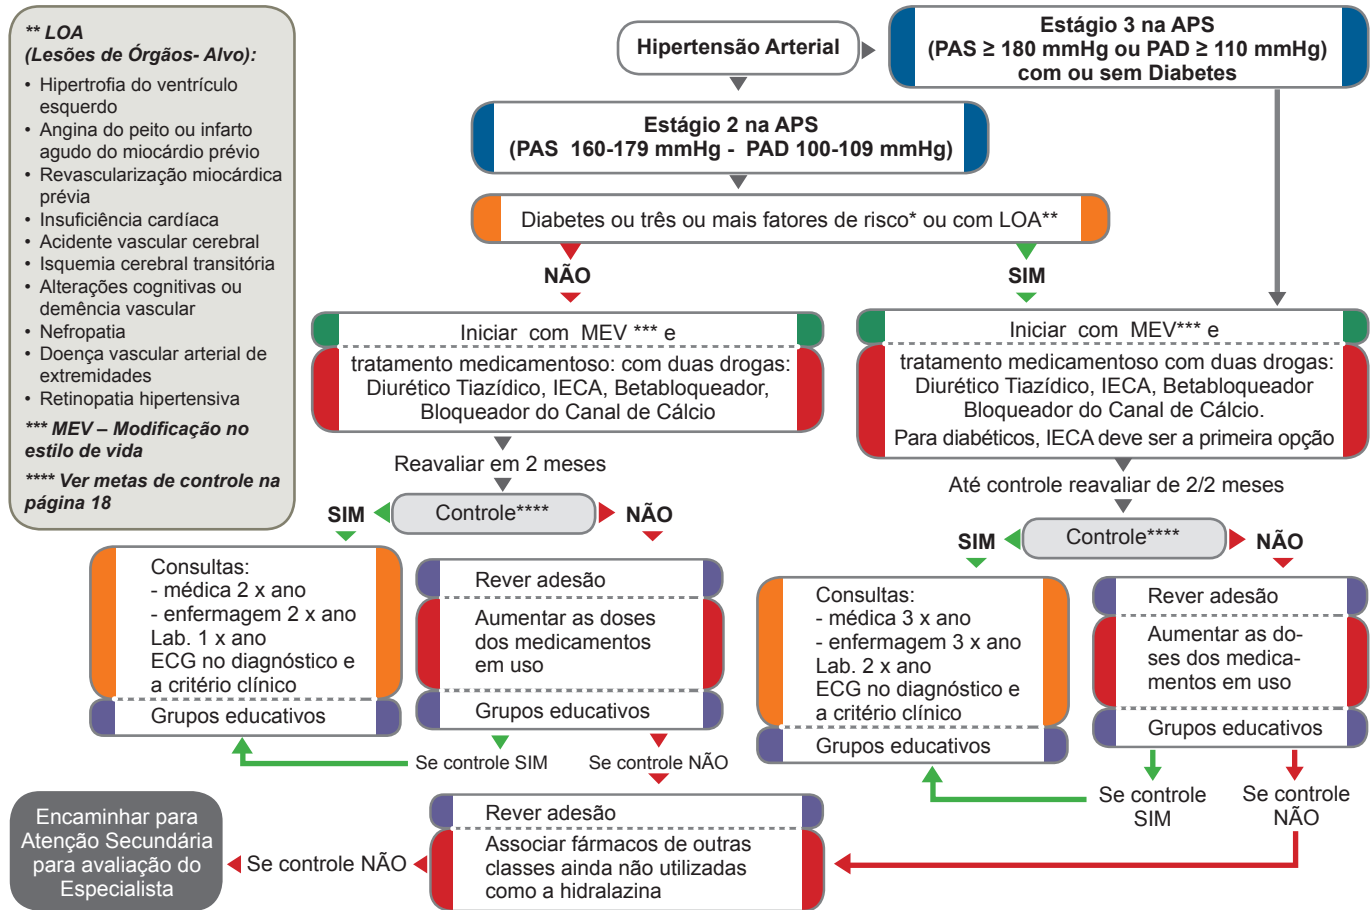 ** LOA
(Lesões de Órgãos- Alvo):
• Hipertrofia do ventrículo
esquerdo
• Angina do peito ou infarto
agudo do miocárdio prévio
• Revascularização miocárdica
prévia
• Insuficiência cardíaca
• Acidente vascular cerebral
• Isquemia cerebral transitória
• Alterações cognitivas ou
demência vascular
• Nefropatia
• Doença vascular arterial de
extremidades
• Retinopatia hipertensiva
*** MEV – Modificação no
estilo de vida
**** Ver metas de controle na
página 18
Hipertensão Arterial
Estágio 3 na APS
(PAS ≥ 180 mmHg ou PAD ≥ 110 mmHg)
com ou sem Diabetes
Estágio 2 na APS
(PAS 160-179 mmHg - PAD 100-109 mmHg)
Diabetes ou três ou mais fatores de risco* ou com LOA**
NÃO
SIM
Iniciar com MEV *** e
tratamento medicamentoso: com duas drogas:
Diurético Tiazídico, IECA, Betabloqueador,
Bloqueador do Canal de Cálcio
Reavaliar em 2 meses
SIM
Controle****
NÃO
Consultas:
- médica 2 x ano
- enfermagem 2 x ano
Lab. 1 x ano
ECG no diagnóstico e
a critério clínico
Grupos educativos
Rever adesão
Aumentar as doses
dos medicamentos
em uso
Grupos educativos
Se controle SIM
Se controle NÃO
Iniciar com MEV*** e
tratamento medicamentoso com duas drogas:
Diurético Tiazídico, IECA, Betabloqueador
Bloqueador do Canal de Cálcio.
Para diabéticos, IECA deve ser a primeira opção
Até controle reavaliar de 2/2 meses
SIM
Controle****
NÃO
Consultas:
- médica 3 x ano
- enfermagem 3 x ano
Lab. 2 x ano
ECG no diagnóstico e
a critério clínico
Grupos educativos
Rever adesão
Aumentar as do-
ses dos medica-
mentos em uso
Grupos educativos
Se controle
SIM
Se controle
NÃO
Rever adesão
Associar fármacos de outras
classes ainda não utilizadas
como a hidralazina
Se controle NÃO
Encaminhar para
Atenção Secundária
para avaliação do
Especialista